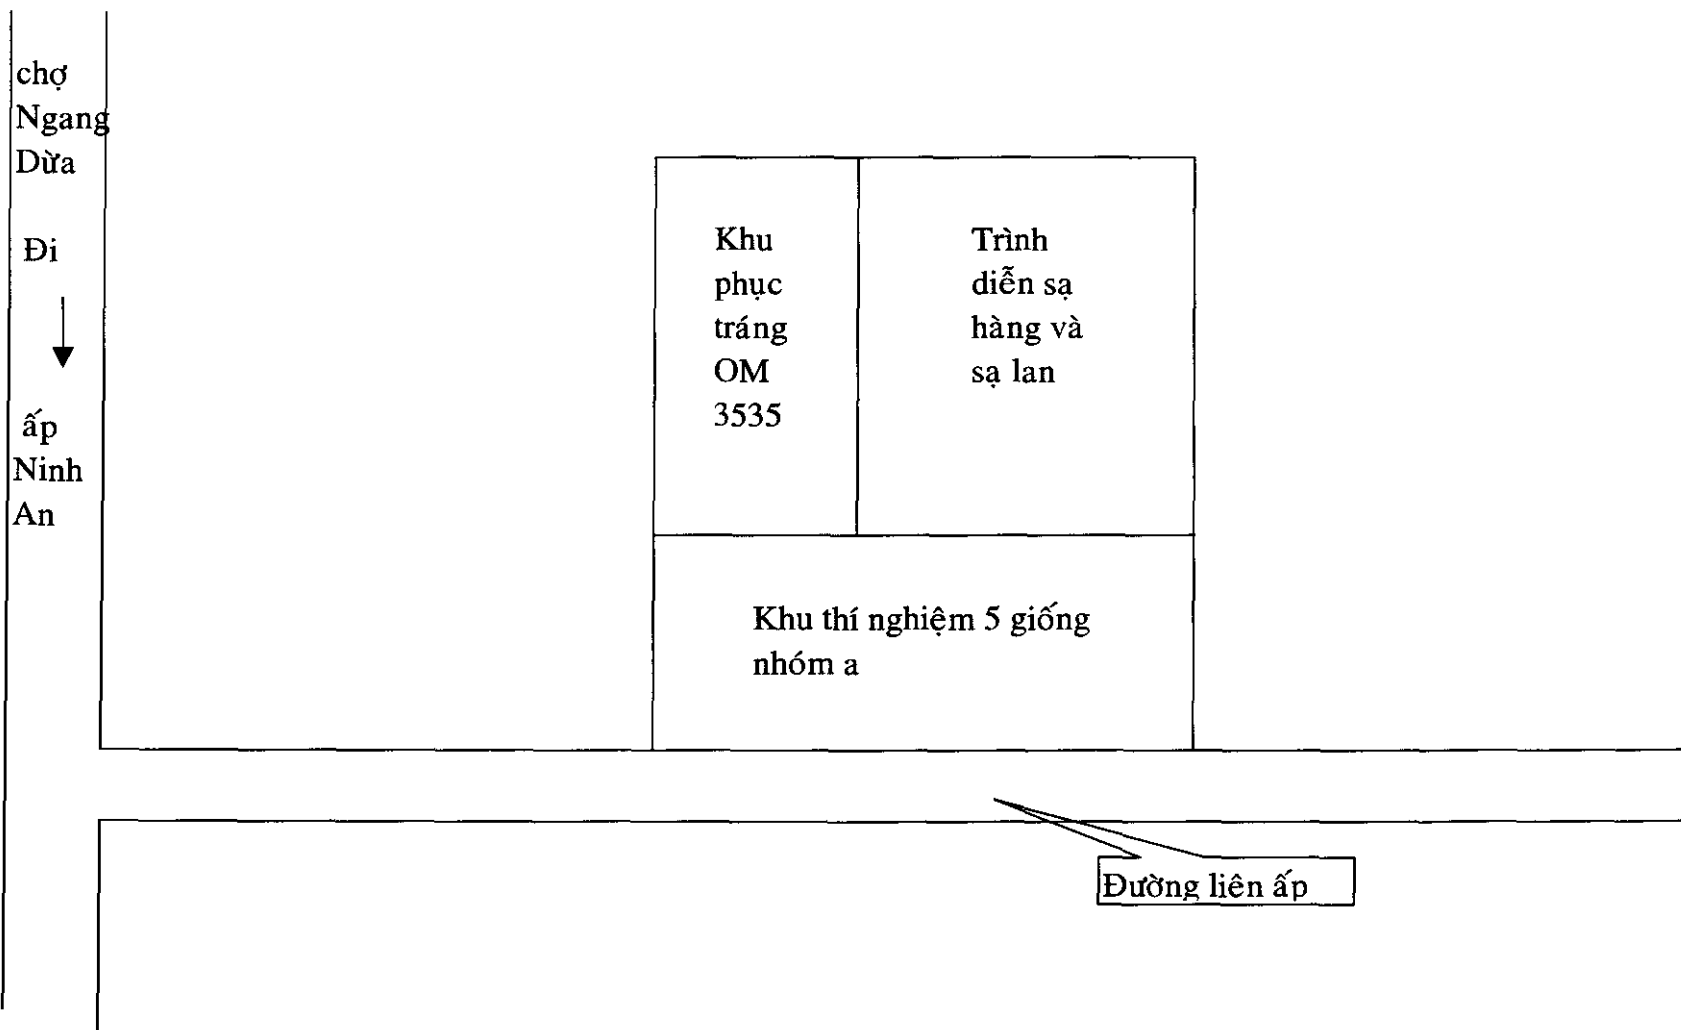 chợ
Ngang
Dừa
Đi
ấp
Ninh
An
Khu
phục
tráng
OM
3535
Trình
diễn sạ
hàng và
sạ lan
Khu thí nghiệm 5 giống
nhóm a
Đường liên ấp